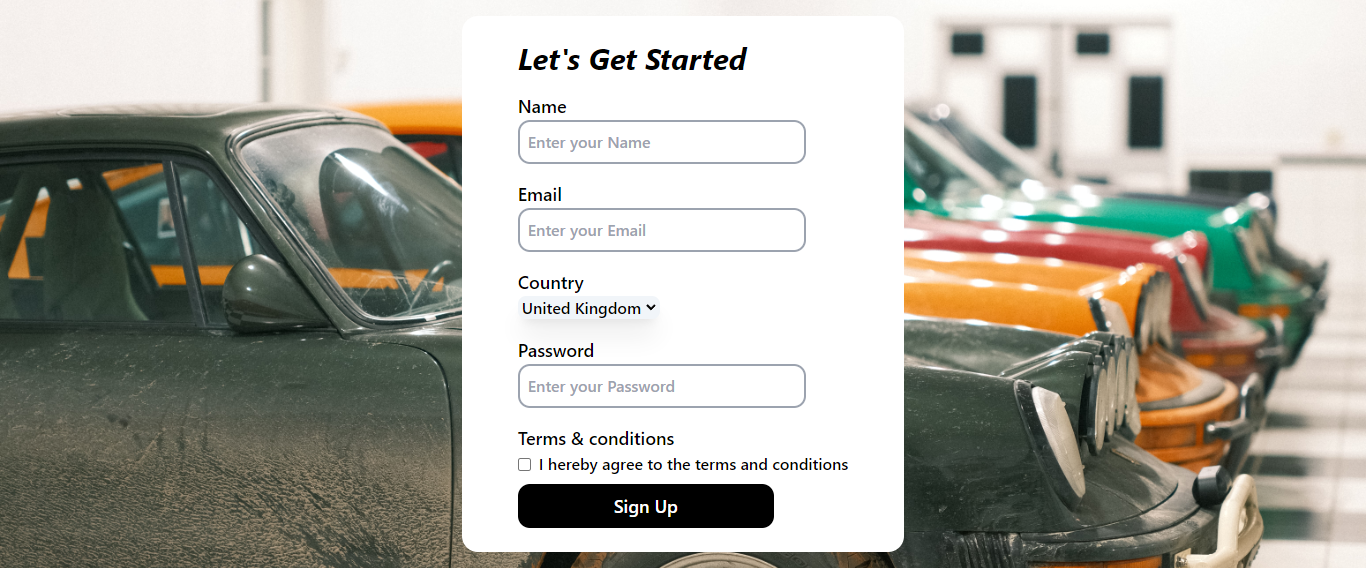 Let's Get Started
Name
Enter your Name
Email
Enter your Email
Country
United Kingdom
Password
Enter your Password
Terms & conditions
I hereby agree to the terms and conditions
Sign Up